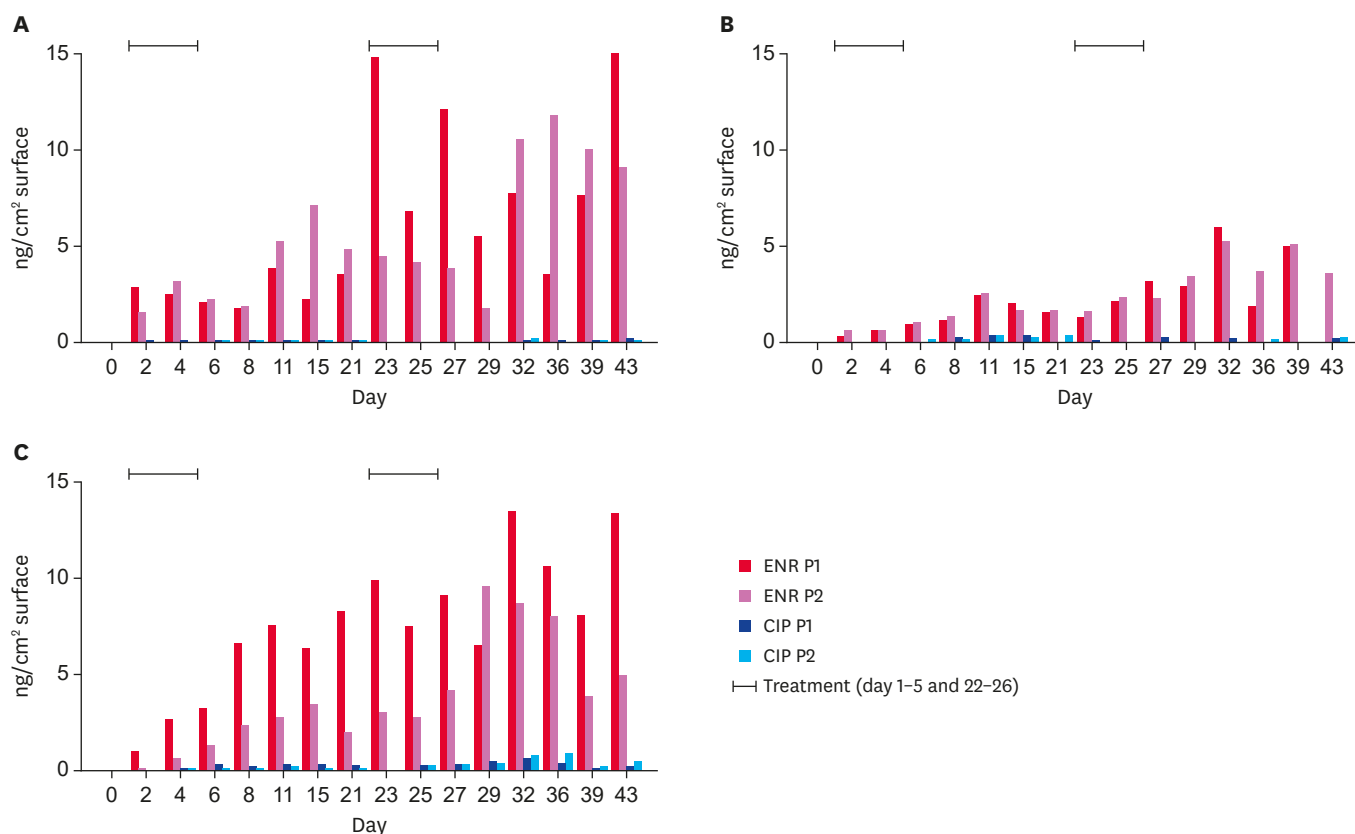 A
15
10
5
0
ng/cm² surface
0 2 4 6 8 11 15 21 23 25 27 29 32 36 39 43
Day
B
15
10
5
0
ng/cm² surface
0 2 4 6 8 11 15 21 23 25 27 29 32 36 39 43
Day
C
15
10
5
0
ng/cm² surface
0 2 4 6 8 11 15 21 23 25 27 29 32 36 39 43
Day
ENR P1
ENR P2
CIP P1
CIP P2
Treatment (day 1–5 and 22–26)